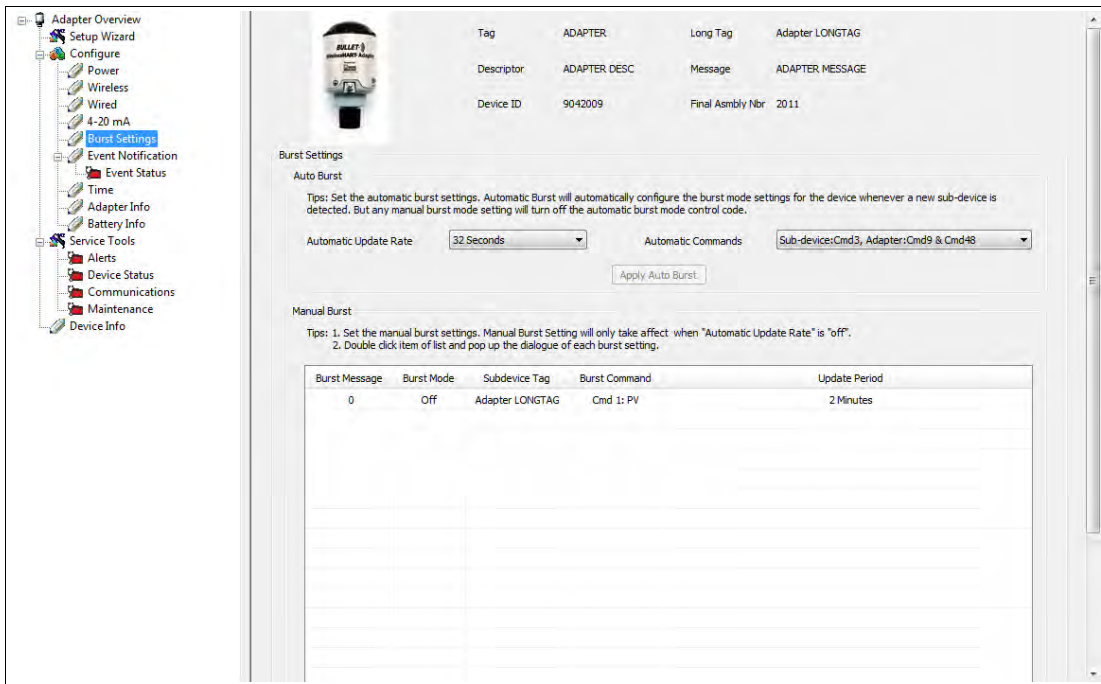 Adapter Overview
Setup Wizard
Configure
Power
Wireless
Wired
4-20 mA
Burst Settings
Event Notification
Event Status
Time
Adapter Info
Battery Info
Service Tools
Alerts
Device Status
Communications
Maintenance
Device Info
BULLET
WirelessHART Adapter
Tag ADAPTER Long Tag Adapter LONGTAG
Descriptor ADAPTER DESC Message ADAPTER MESSAGE
Device ID 9042009 Final Asmbly Nbr 2011
Burst Settings
Auto Burst
Tips: Set the automatic burst settings. Automatic Burst will automatically configure the burst mode settings for the device whenever a new sub-device is
detected. But any manual burst mode setting will turn off the automatic burst mode control code.
Automatic Update Rate 32 Seconds Automatic Commands Sub-device:Cmd3, Adapter:Cmd9 & Cmd48
Apply Auto Burst
Manual Burst
Tips: 1. Set the manual burst settings. Manual Burst Setting will only take affect when "Automatic Update Rate" is "off".
2. Double click item of list and pop up the dialogue of each burst setting.
Burst Message Burst Mode Subdevice Tag Burst Command Update Period
0 Off Adapter LONGTAG Cmd 1: PV 2 Minutes